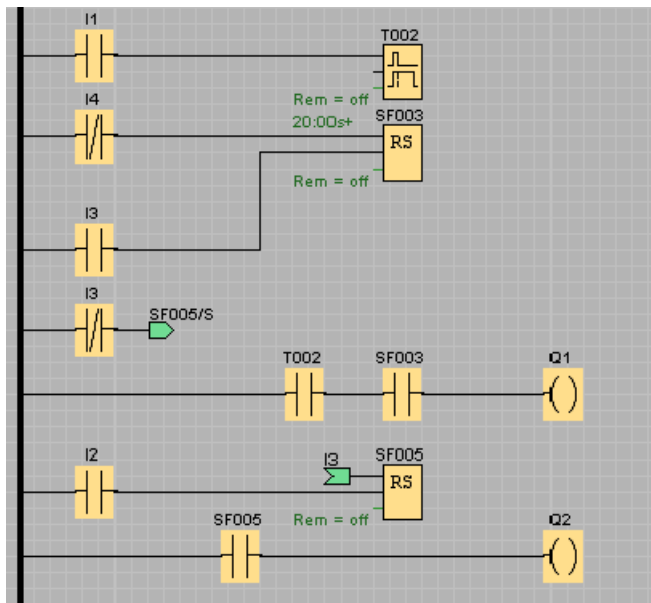 I1
T002
Rem = off
20:00s+
I4
SF003
RS
Rem = off
I3
I3
SF005/S
T002
SF003
Q1
I2
I3
SF005
RS
Rem = off
SF005
Q2